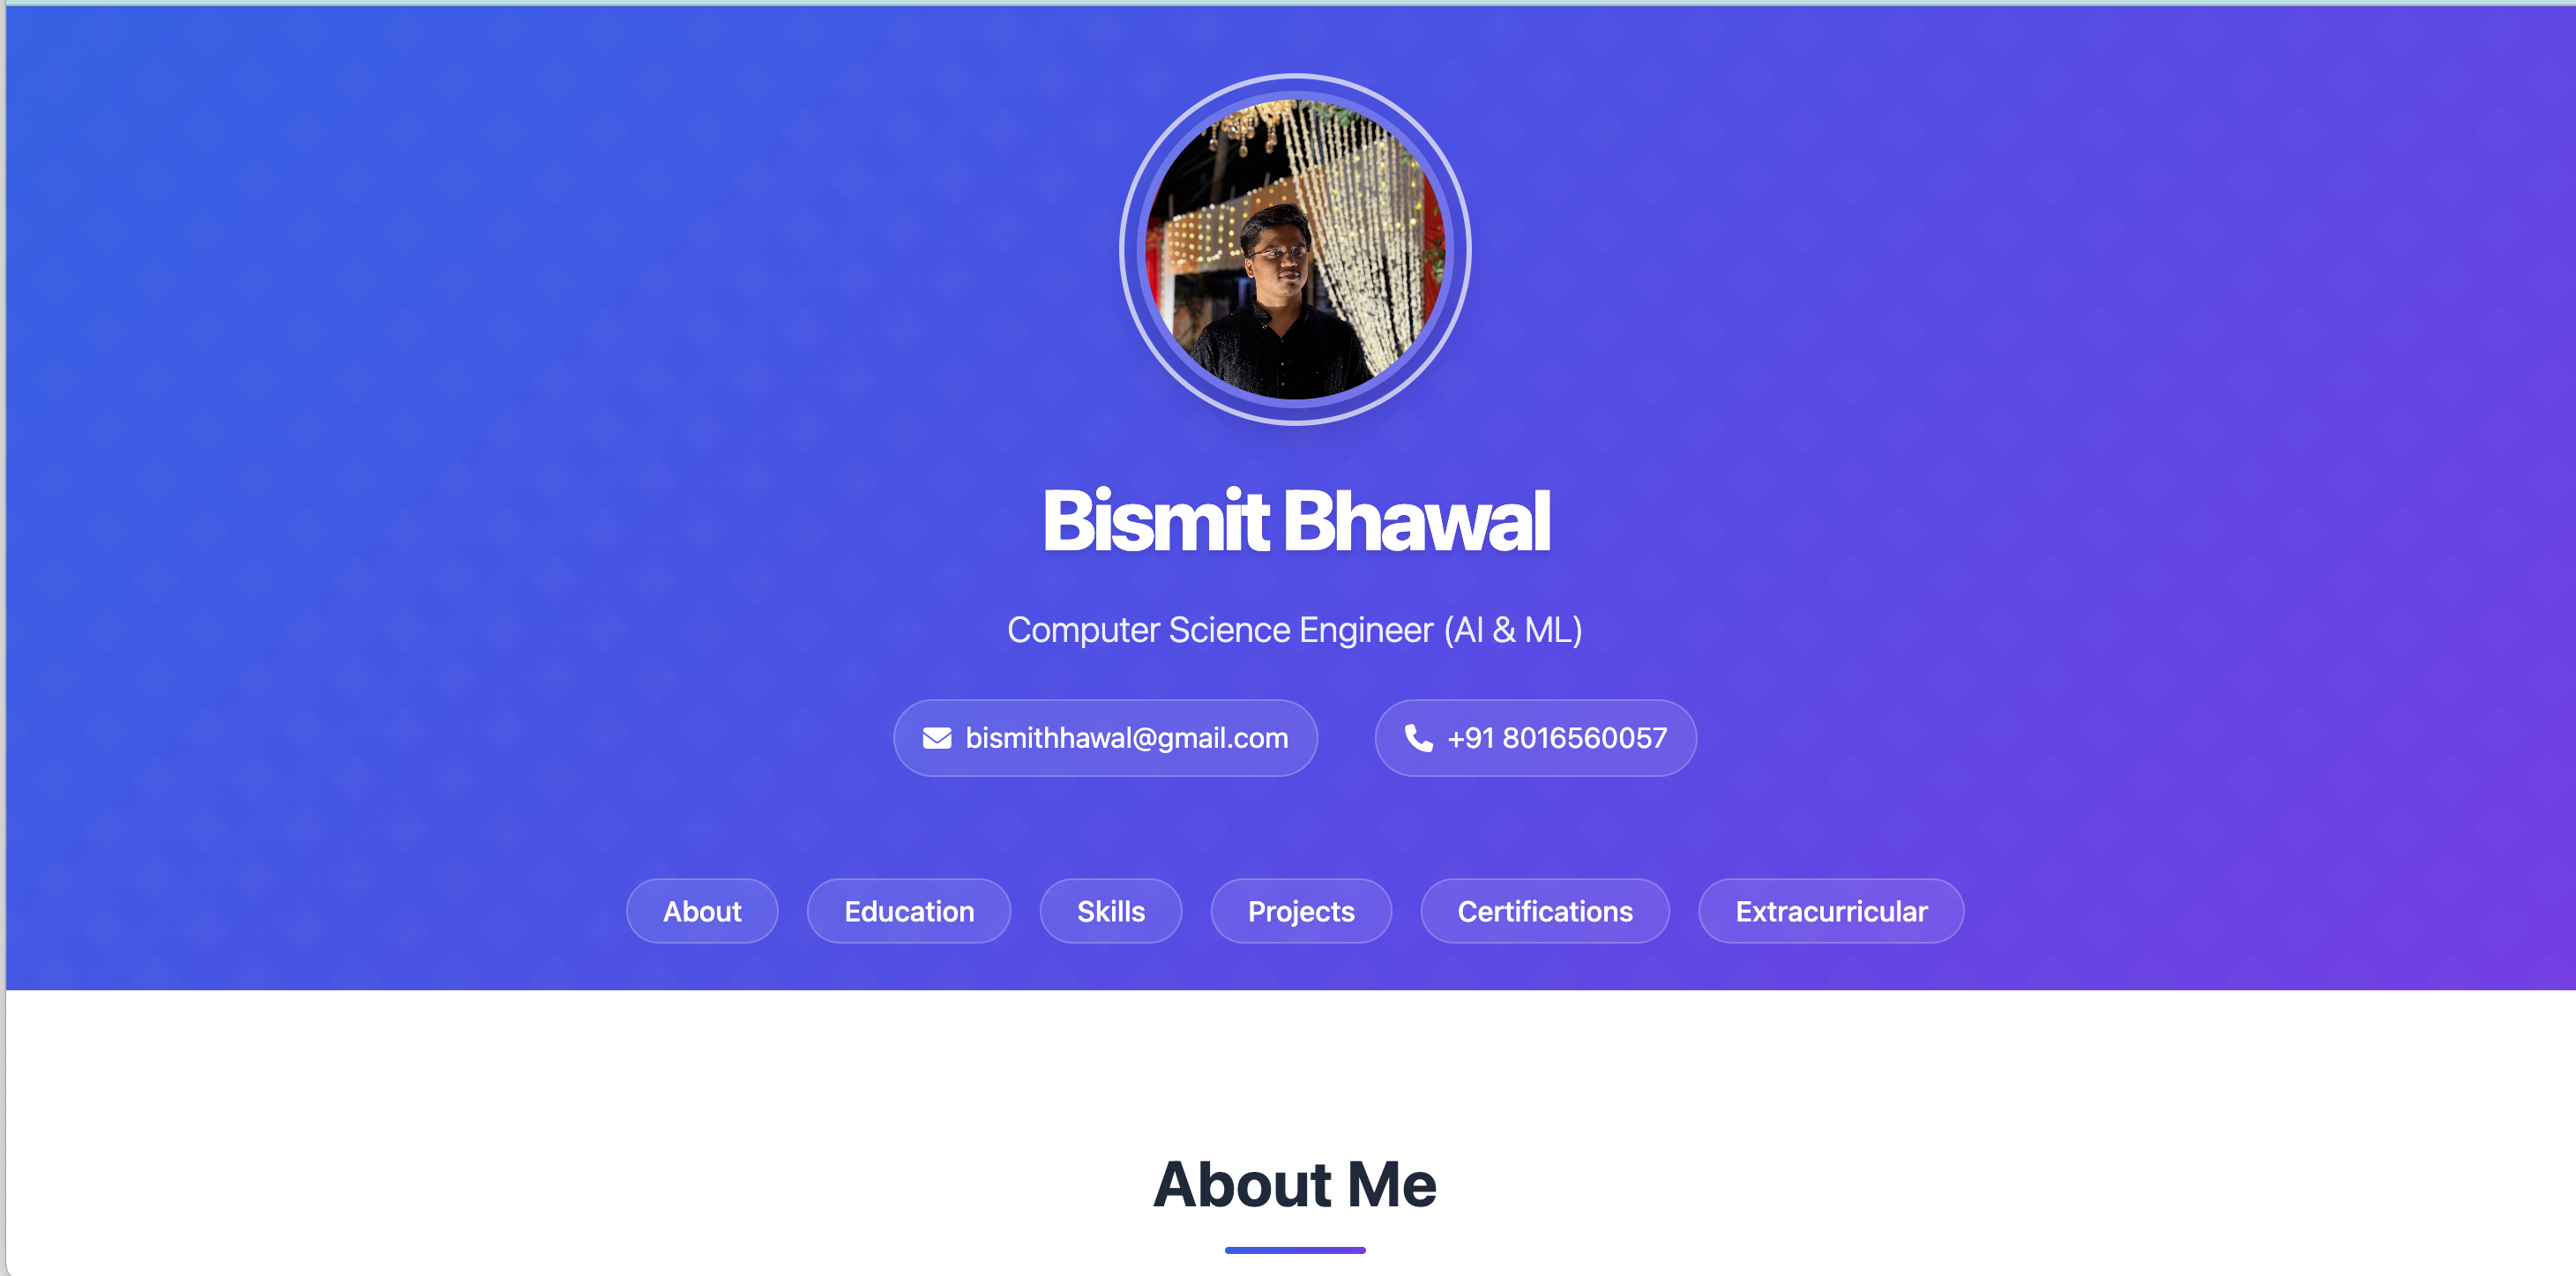 Bismit Bhawal
Computer Science Engineer (AI & ML)
bismithhawal@gmail.com
+91 8016560057
About
Education
Skills
Projects
Certifications
Extracurricular
About Me